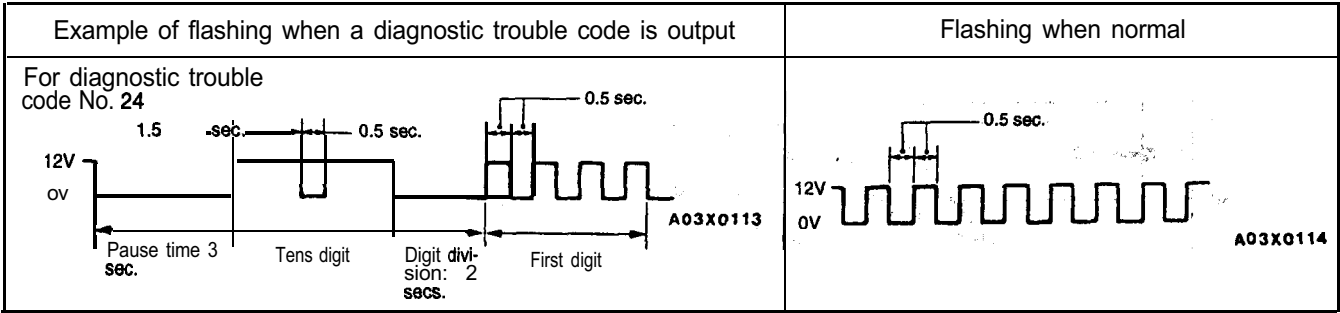 Example of flashing when a diagnostic trouble code is output
Flashing when normal
For diagnostic trouble
code No. 24
1.5 -sec. 0.5 sec.
0.5 sec.
12V
0V
A03X0113
Pause time 3
sec.
Tens digit
Digit divi-
sion: 2
secs.
First digit
0.5 sec.
12V
0V
A03X0114